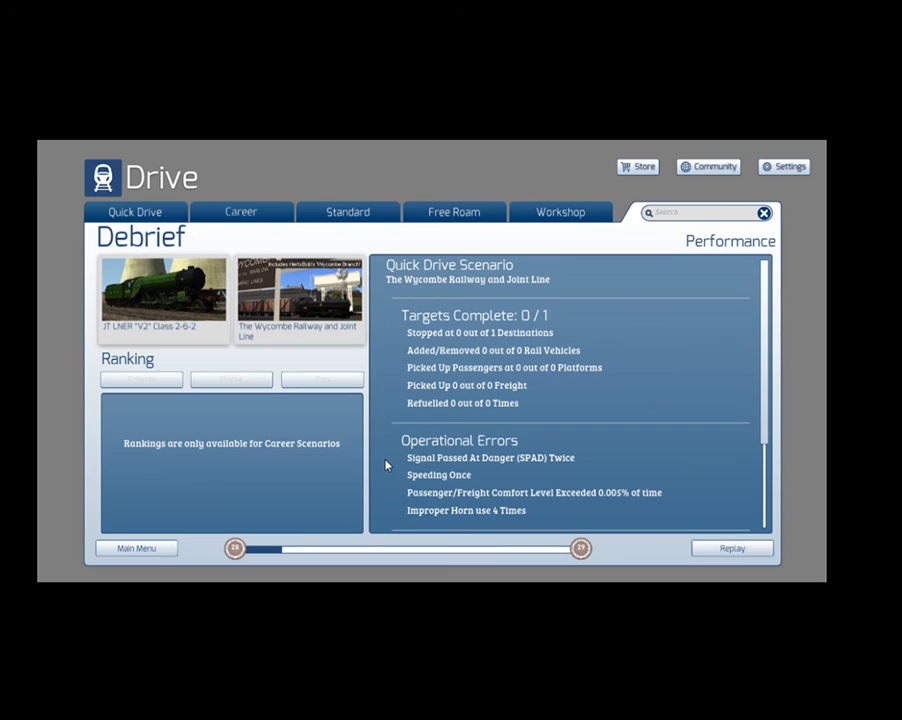 Drive
Store
Community
Settings
Quick Drive
Career
Standard
Free Roam
Workshop
Search
Debrief
Performance
JT LNER "V2" Class 2-6-2
Includes HertsBob's 'Wycombe Branch'!
The Wycombe Railway and Joint
Line
Ranking
Rankings are only available for Career Scenarios
Quick Drive Scenario
The Wycombe Railway and Joint Line
Targets Complete: 0 / 1
Stopped at 0 out of 1 Destinations
Added/Removed 0 out of 0 Rail Vehicles
Picked Up Passengers at 0 out of 0 Platforms
Picked Up 0 out of 0 Freight
Refuelled 0 out of 0 Times
Operational Errors
Signal Passed At Danger (SPAD) Twice
Speeding Once
Passenger/Freight Comfort Level Exceeded 0.005% of time
Improper Horn use 4 Times
Main Menu
28
29
Replay